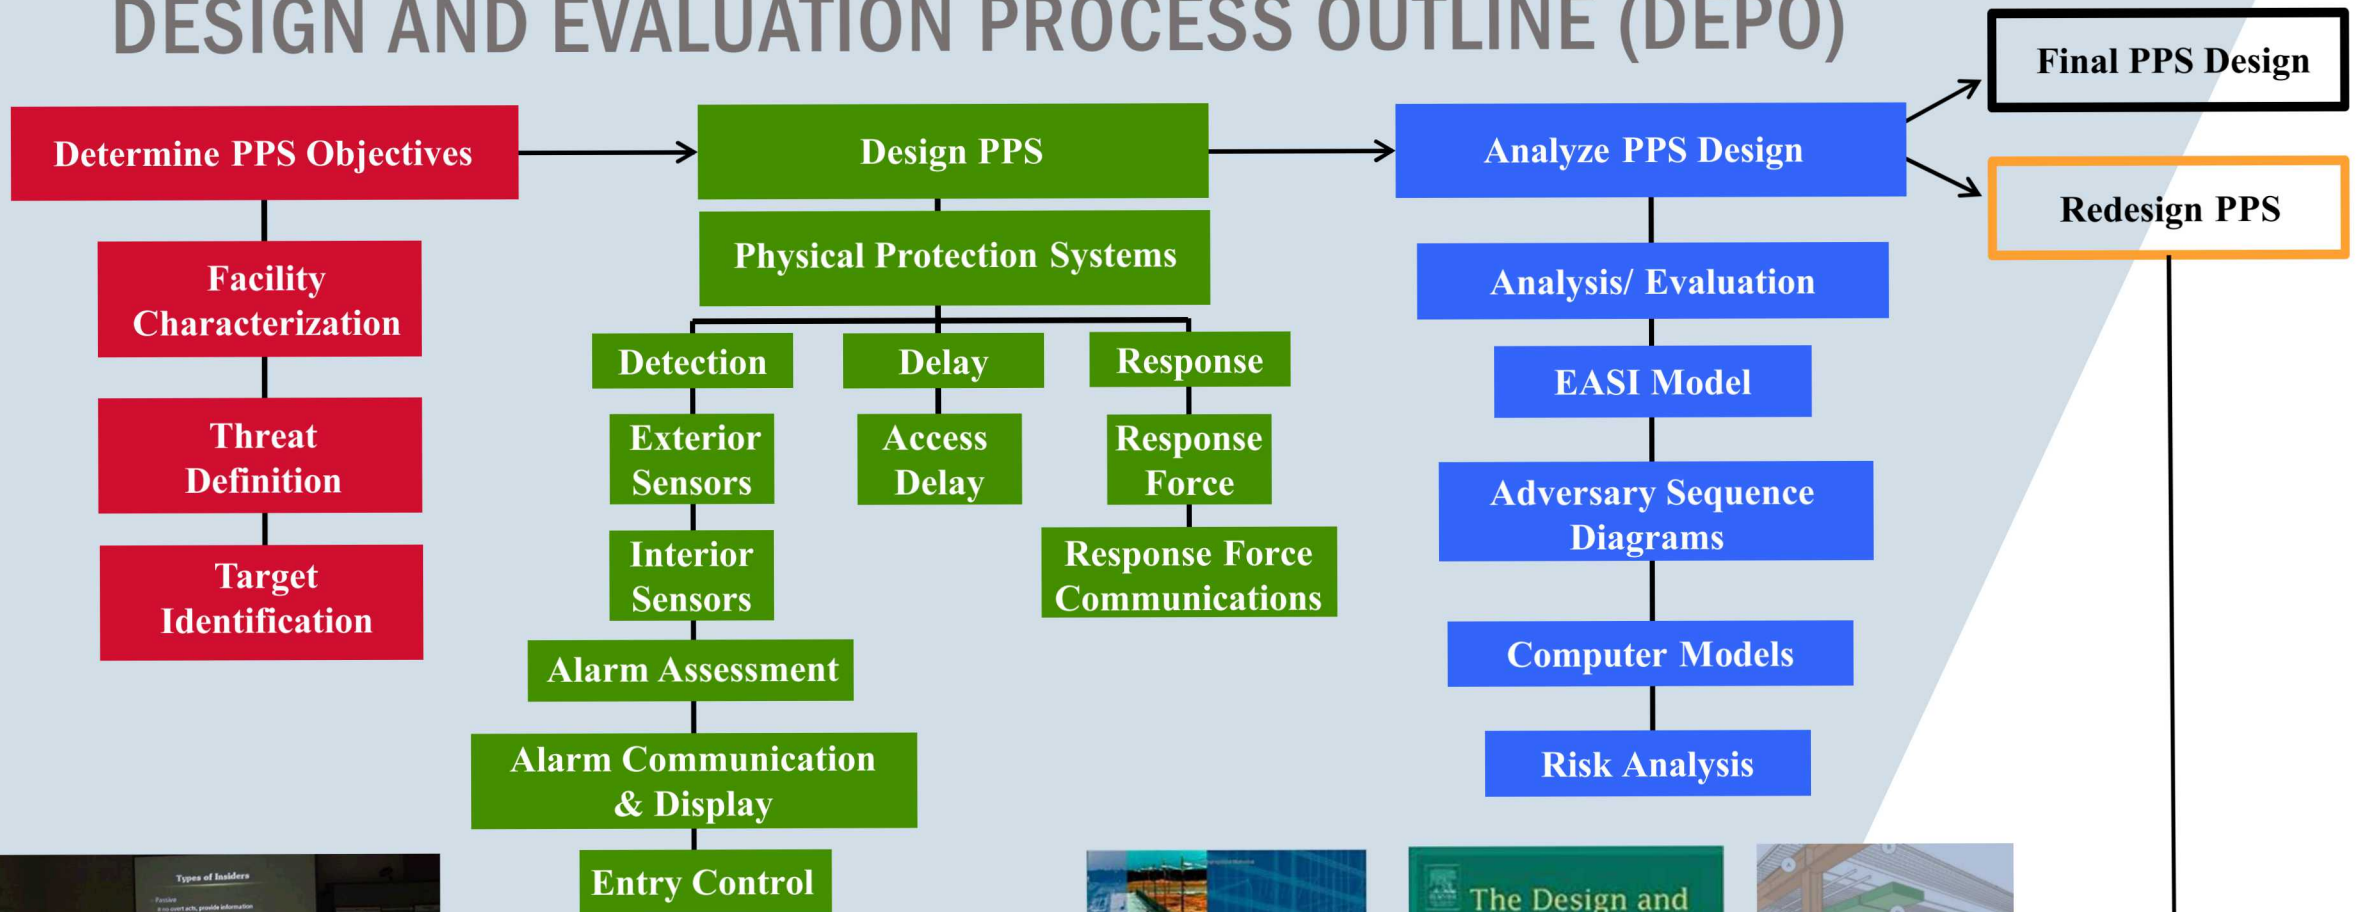 DESIGN AND EVALUATION PROCESS OUTLINE (DEPO)
Final PPS Design
Determine PPS Objectives
Design PPS
Analyze PPS Design
Redesign PPS
Facility
Characterization
Threat
Definition
Target
Identification
Physical Protection Systems
Detection
Exterior
Sensors
Interior
Sensors
Alarm Assessment
Alarm Communication
& Display
Entry Control
Delay
Access
Delay
Response
Response
Force
Response Force
Communications
Analysis/ Evaluation
EASI Model
Adversary Sequence
Diagrams
Computer Models
Risk Analysis
Types of Insiders
Passive
The Design and